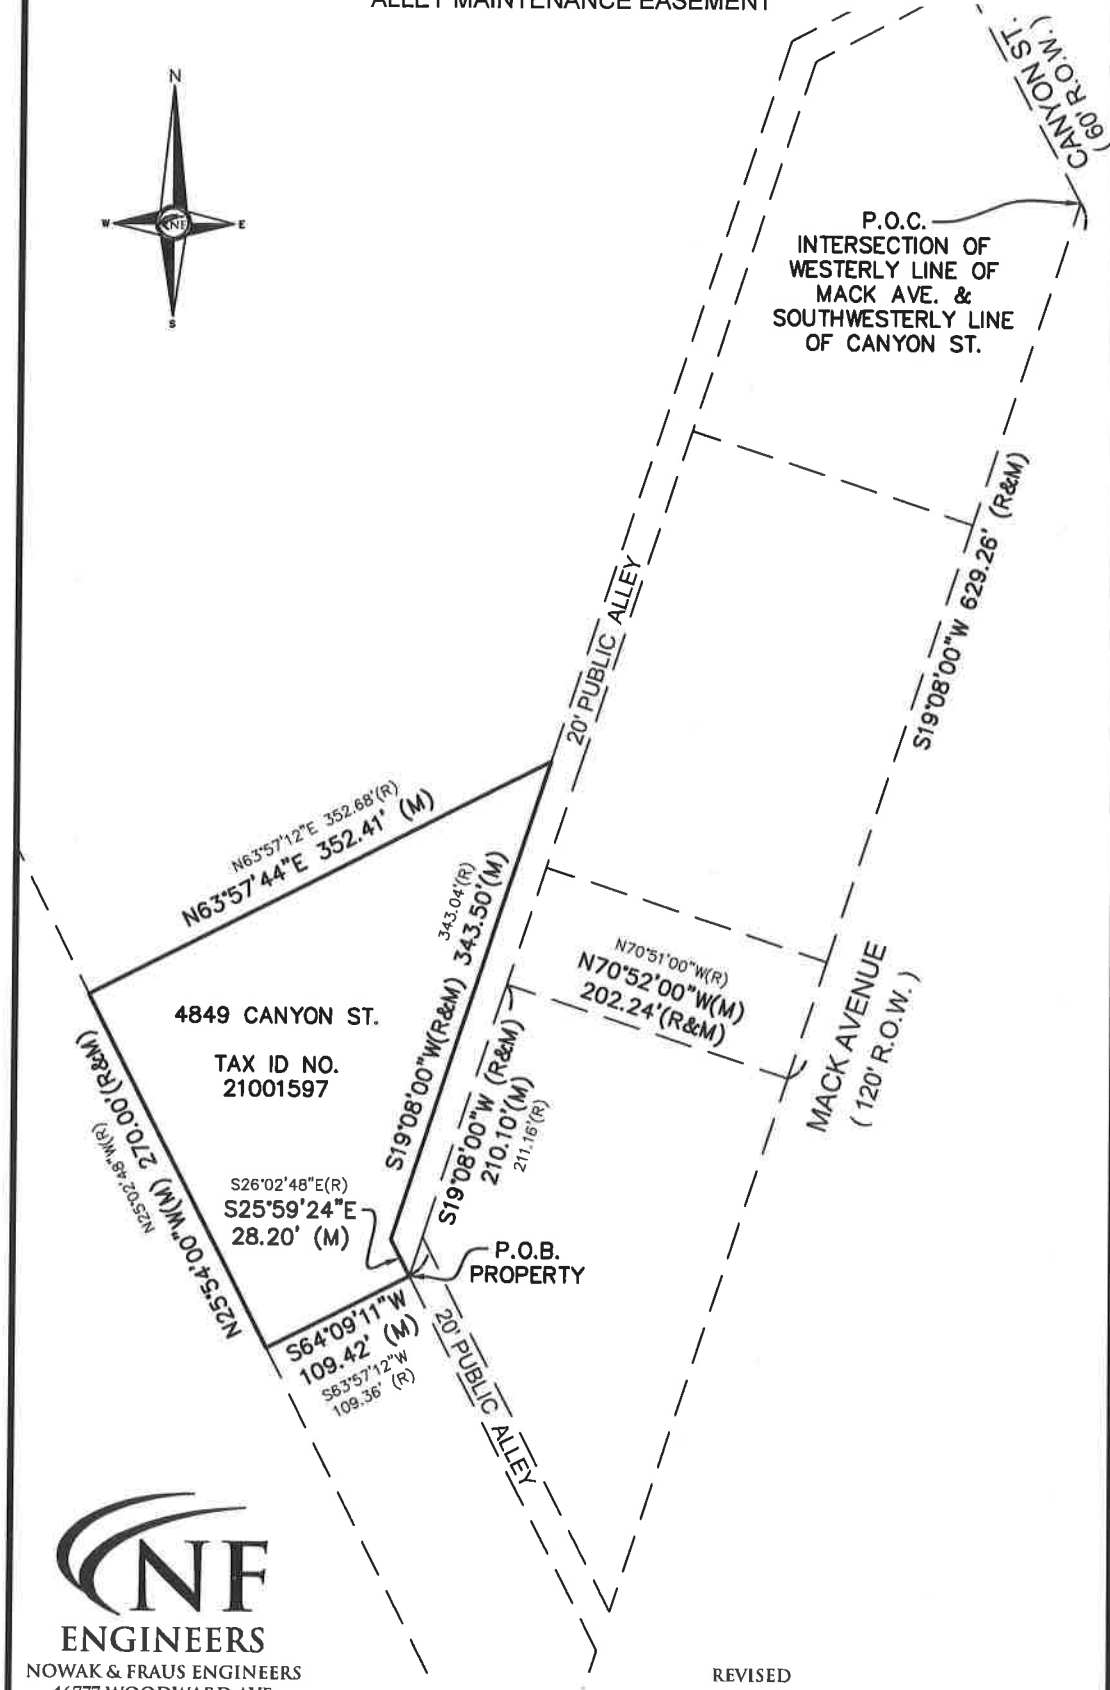 ALLEY MAINTENANCE EASEMENT
N
W
NF
E
S
CANYON ST.
(60' R.O.W.)
P.O.C.
INTERSECTION OF
WESTERLY LINE OF
MACK AVE. &
SOUTHWESTERLY LINE
OF CANYON ST.
S19°08'00"W 629.26' (R&M)
20' PUBLIC ALLEY
N63°57'12"E 352.68'(R)
N63°57'44"E 352.41' (M)
343.04'(R)
S19°08'00"W(R&M) 343.50'(M)
N70°51'00"W(R)
N70°52'00"W(M)
202.24'(R&M)
MACK AVENUE
( 120' R.O.W. )
4849 CANYON ST.
TAX ID NO.
21001597
S19°08'00"W (R&M)
210.10'(M)
211.16'(R)
N25°02'48"W(R)
N25°54'00"W(M) 270.00'(R&M)
S26°02'48"E(R)
S25°59'24"E
28.20' (M)
P.O.B.
PROPERTY
S64°09'11"W
109.42' (M)
S63°57'12"W
109.36' (R)
20' PUBLIC ALLEY
NF
ENGINEERS
NOWAK & FRAUS ENGINEERS
46777 WOODWARD AVE.
REVISED